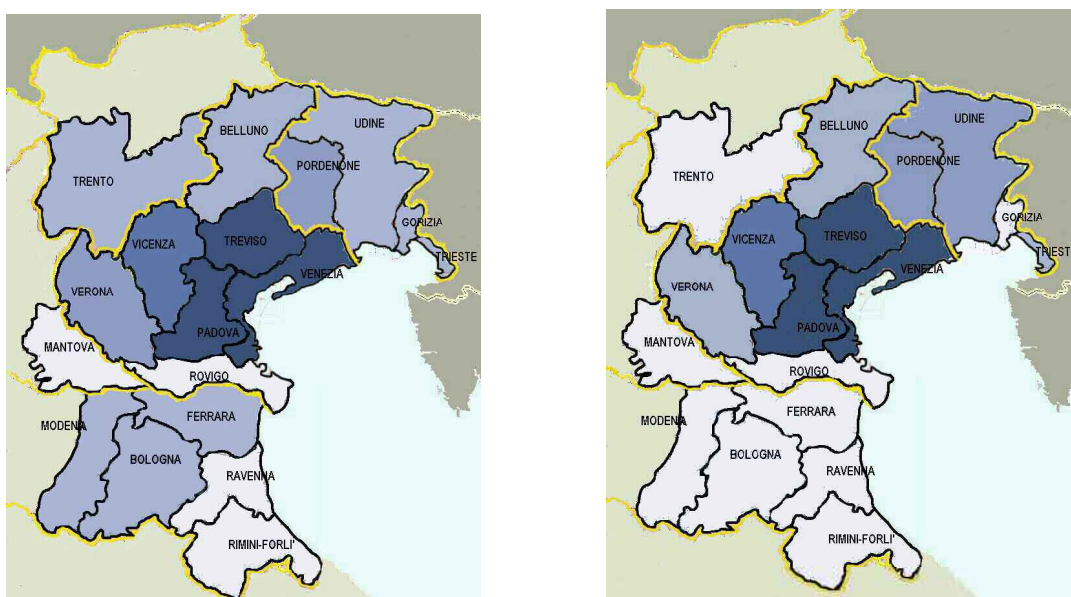 BELLUNO
UDINE
PORDENONE
TRENTO
GORIZIA
VICENZA
TREVISO
TRIESTE
VENEZIA
VERONA
PADOVA
MANTOVA
ROVIGO
FERRARA
MODENA
BOLOGNA
RAVENNA
RIMINI-FORLI'
UDINE
BELLUNO
PORDENONE
TRENTO
GORIZIA
VICENZA
TREVISO
TRIEST
VENEZIA
VERONA
PADOVA
MANTOVA
ROVIGO
FERRARA
MODENA
BOLOGNA
RAVENNA
RIMINI-FORLI'